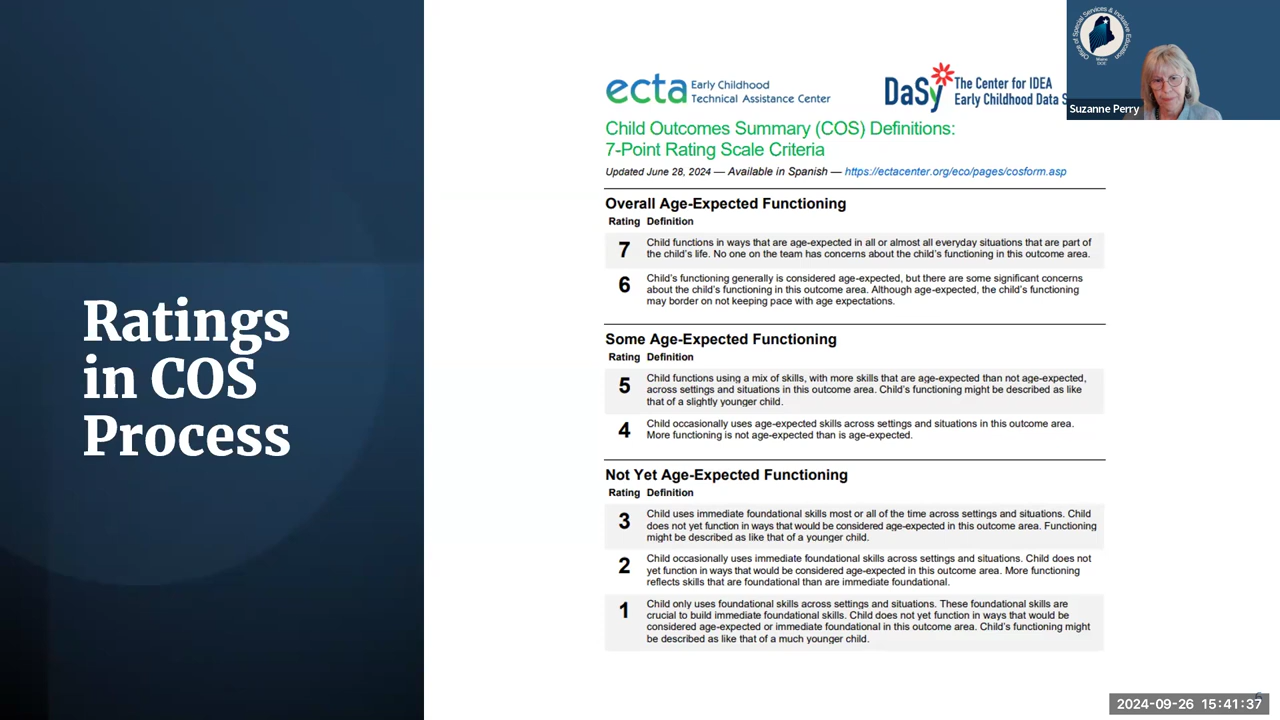 Ratings
in COS
Process
ecta Early Childhood
Technical Assistance Center
DaSy The Center for IDEA
Early Childhood Data
Child Outcomes Summary (COS) Definitions:
7-Point Rating Scale Criteria
Updated June 28, 2024 — Available in Spanish — https://ectacenter.org/eco/pages/cosform.asp
Overall Age-Expected Functioning
Rating Definition
7 Child functions in ways that are age-expected in all or almost all everyday situations that are part of
the child's life. No one on the team has concerns about the child's functioning in this outcome area.
6 Child's functioning generally is considered age-expected, but there are some significant concerns
about the child's functioning in this outcome area. Although age-expected, the child's functioning
may border on not keeping pace with age expectations.
Some Age-Expected Functioning
Rating Definition
5 Child functions using a mix of skills, with more skills that are age-expected than not age-expected,
across settings and situations in this outcome area. Child's functioning might be described as like
that of a slightly younger child.
4 Child occasionally uses age-expected skills across settings and situations in this outcome area.
More functioning is not age-expected than is age-expected.
Not Yet Age-Expected Functioning
Rating Definition
3 Child uses immediate foundational skills most or all of the time across settings and situations. Child
does not yet function in ways that would be considered age-expected in this outcome area. Functioning
might be described as like that of a younger child.
2 Child occasionally uses immediate foundational skills across settings and situations. Child does not
yet function in ways that would be considered age-expected in this outcome area. More functioning
reflects skills that are foundational than are immediate foundational.
1 Child only uses foundational skills across settings and situations. These foundational skills are
crucial to build immediate foundational skills. Child does not yet function in ways that would be
considered age-expected or immediate foundational in this outcome area. Child's functioning might
be described as like that of a much younger child.
Office of Special Services & Inclusive Education
Maine
DOE
Suzanne Perry
2024-09-26 15:41:37